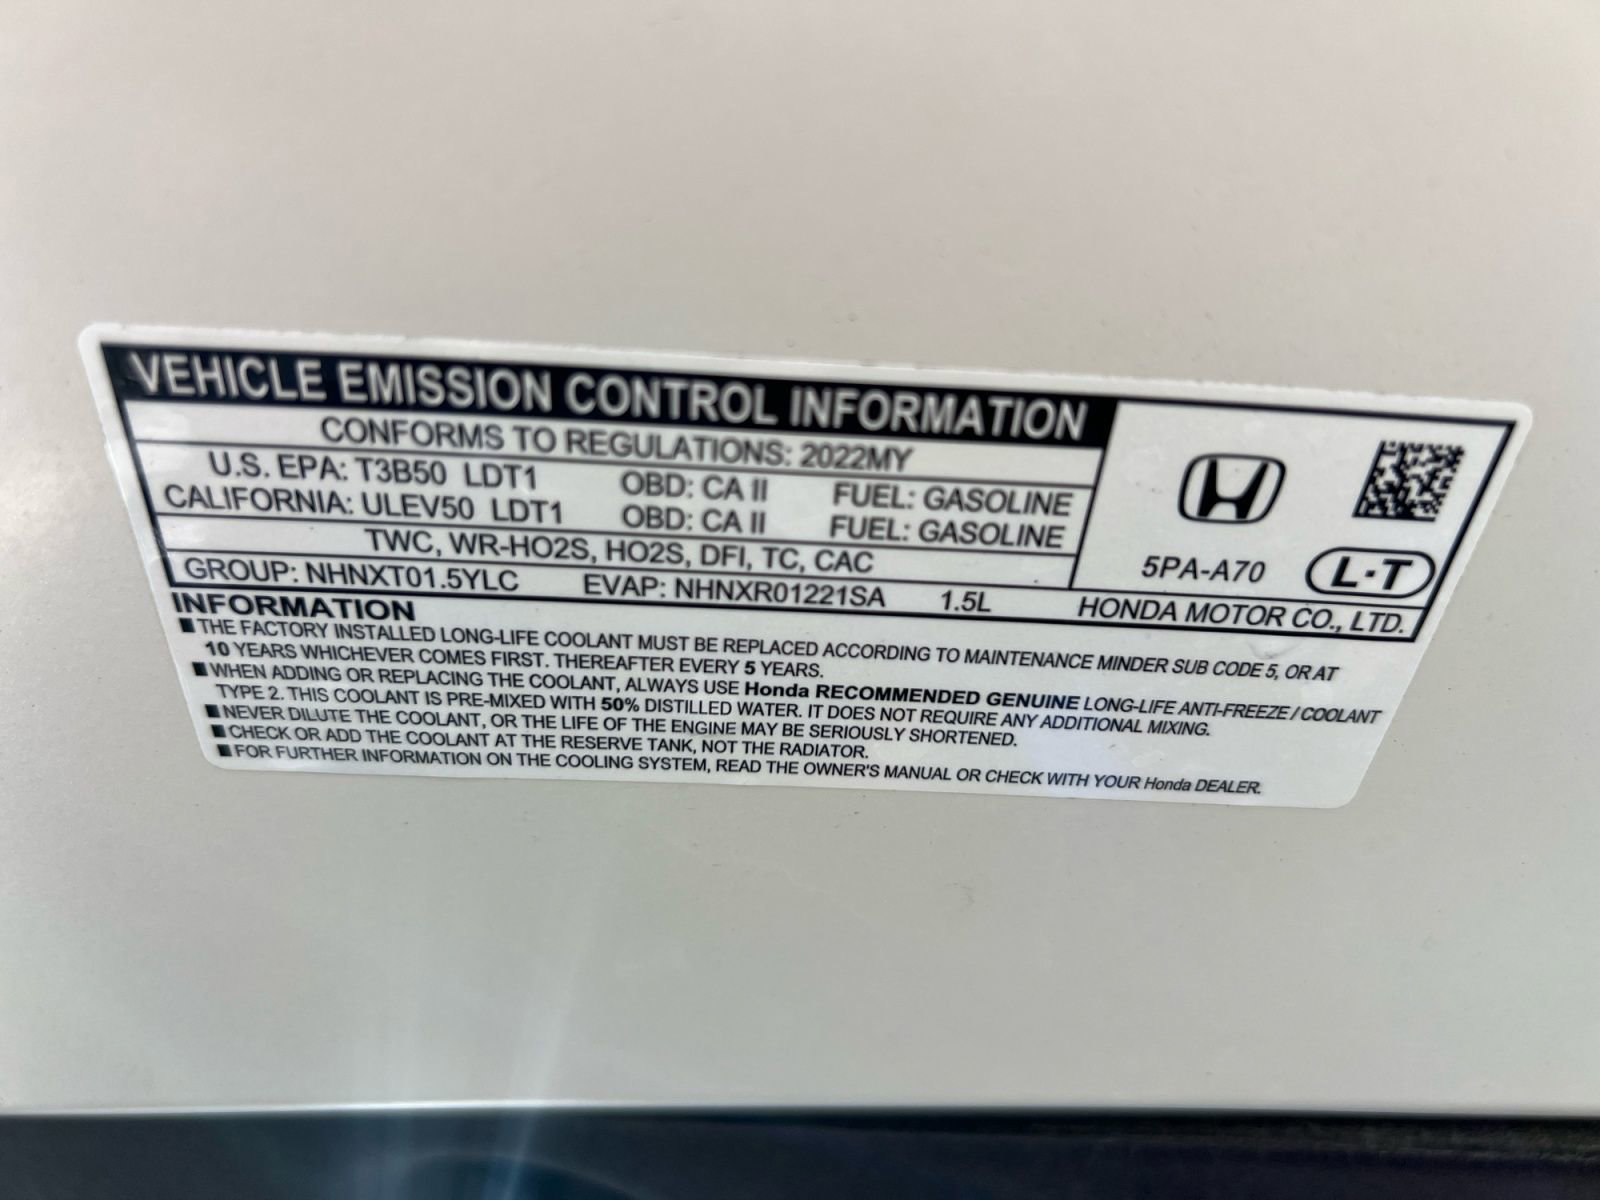 VEHICLE EMISSION CONTROL INFORMATION
CONFORMS TO REGULATIONS: 2022MY
U.S. EPA: T3B50 LDT1 OBD: CA II FUEL: GASOLINE
CALIFORNIA: ULEV50 LDT1 OBD: CA II FUEL: GASOLINE
TWC, WR-HO2S, HO2S, DFI, TC, CAC
5PA-A70 L·T
GROUP: NHNXT01.5YLC EVAP: NHNXR01221SA 1.5L HONDA MOTOR CO., LTD.
INFORMATION
■ THE FACTORY INSTALLED LONG-LIFE COOLANT MUST BE REPLACED ACCORDING TO MAINTENANCE MINDER SUB CODE 5, OR AT
10 YEARS WHICHEVER COMES FIRST. THEREAFTER EVERY 5 YEARS.
■ WHEN ADDING OR REPLACING THE COOLANT, ALWAYS USE Honda RECOMMENDED GENUINE LONG-LIFE ANTI-FREEZE / COOLANT
TYPE 2. THIS COOLANT IS PRE-MIXED WITH 50% DISTILLED WATER. IT DOES NOT REQUIRE ANY ADDITIONAL MIXING.
■ NEVER DILUTE THE COOLANT, OR THE LIFE OF THE ENGINE MAY BE SERIOUSLY SHORTENED.
■ CHECK OR ADD THE COOLANT AT THE RESERVE TANK, NOT THE RADIATOR.
■ FOR FURTHER INFORMATION ON THE COOLING SYSTEM, READ THE OWNER'S MANUAL OR CHECK WITH YOUR Honda DEALER.